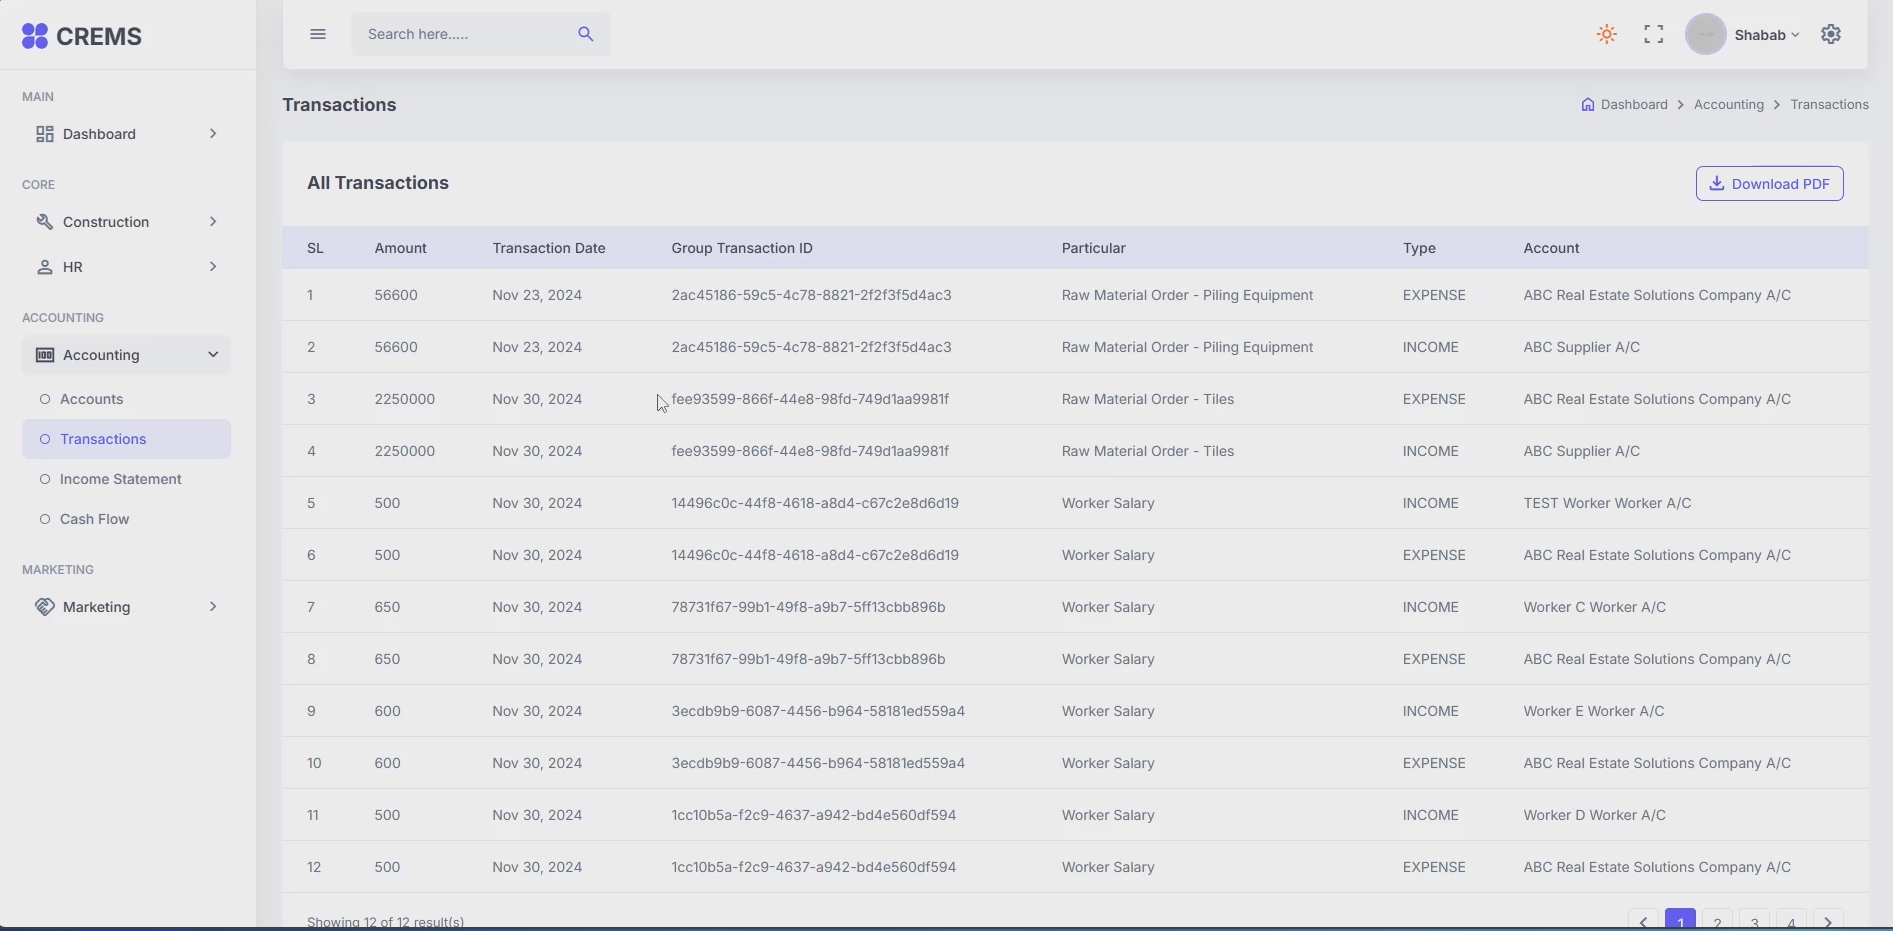 CREMS
Search here.....
Shabab
MAIN
Dashboard
CORE
Construction
HR
ACCOUNTING
Accounting
Accounts
Transactions
Income Statement
Cash Flow
MARKETING
Marketing
Transactions
Dashboard > Accounting > Transactions
All Transactions
Download PDF
SL Amount Transaction Date Group Transaction ID Particular Type Account
1 56600 Nov 23, 2024 2ac45186-59c5-4c78-8821-2f2f3f5d4ac3 Raw Material Order - Piling Equipment EXPENSE ABC Real Estate Solutions Company A/C
2 56600 Nov 23, 2024 2ac45186-59c5-4c78-8821-2f2f3f5d4ac3 Raw Material Order - Piling Equipment INCOME ABC Supplier A/C
3 2250000 Nov 30, 2024 fee93599-866f-44e8-98fd-749d1aa9981f Raw Material Order - Tiles EXPENSE ABC Real Estate Solutions Company A/C
4 2250000 Nov 30, 2024 fee93599-866f-44e8-98fd-749d1aa9981f Raw Material Order - Tiles INCOME ABC Supplier A/C
5 500 Nov 30, 2024 14496c0c-44f8-4618-a8d4-c67c2e8d6d19 Worker Salary INCOME TEST Worker Worker A/C
6 500 Nov 30, 2024 14496c0c-44f8-4618-a8d4-c67c2e8d6d19 Worker Salary EXPENSE ABC Real Estate Solutions Company A/C
7 650 Nov 30, 2024 78731f67-99b1-49f8-a9b7-5ff13cbb896b Worker Salary INCOME Worker C Worker A/C
8 650 Nov 30, 2024 78731f67-99b1-49f8-a9b7-5ff13cbb896b Worker Salary EXPENSE ABC Real Estate Solutions Company A/C
9 600 Nov 30, 2024 3ecdb9b9-6087-4456-b964-58181ed559a4 Worker Salary INCOME Worker E Worker A/C
10 600 Nov 30, 2024 3ecdb9b9-6087-4456-b964-58181ed559a4 Worker Salary EXPENSE ABC Real Estate Solutions Company A/C
11 500 Nov 30, 2024 1cc10b5a-f2c9-4637-a942-bd4e560df594 Worker Salary INCOME Worker D Worker A/C
12 500 Nov 30, 2024 1cc10b5a-f2c9-4637-a942-bd4e560df594 Worker Salary EXPENSE ABC Real Estate Solutions Company A/C
Showing 12 of 12 result(s)
1 2 3 4